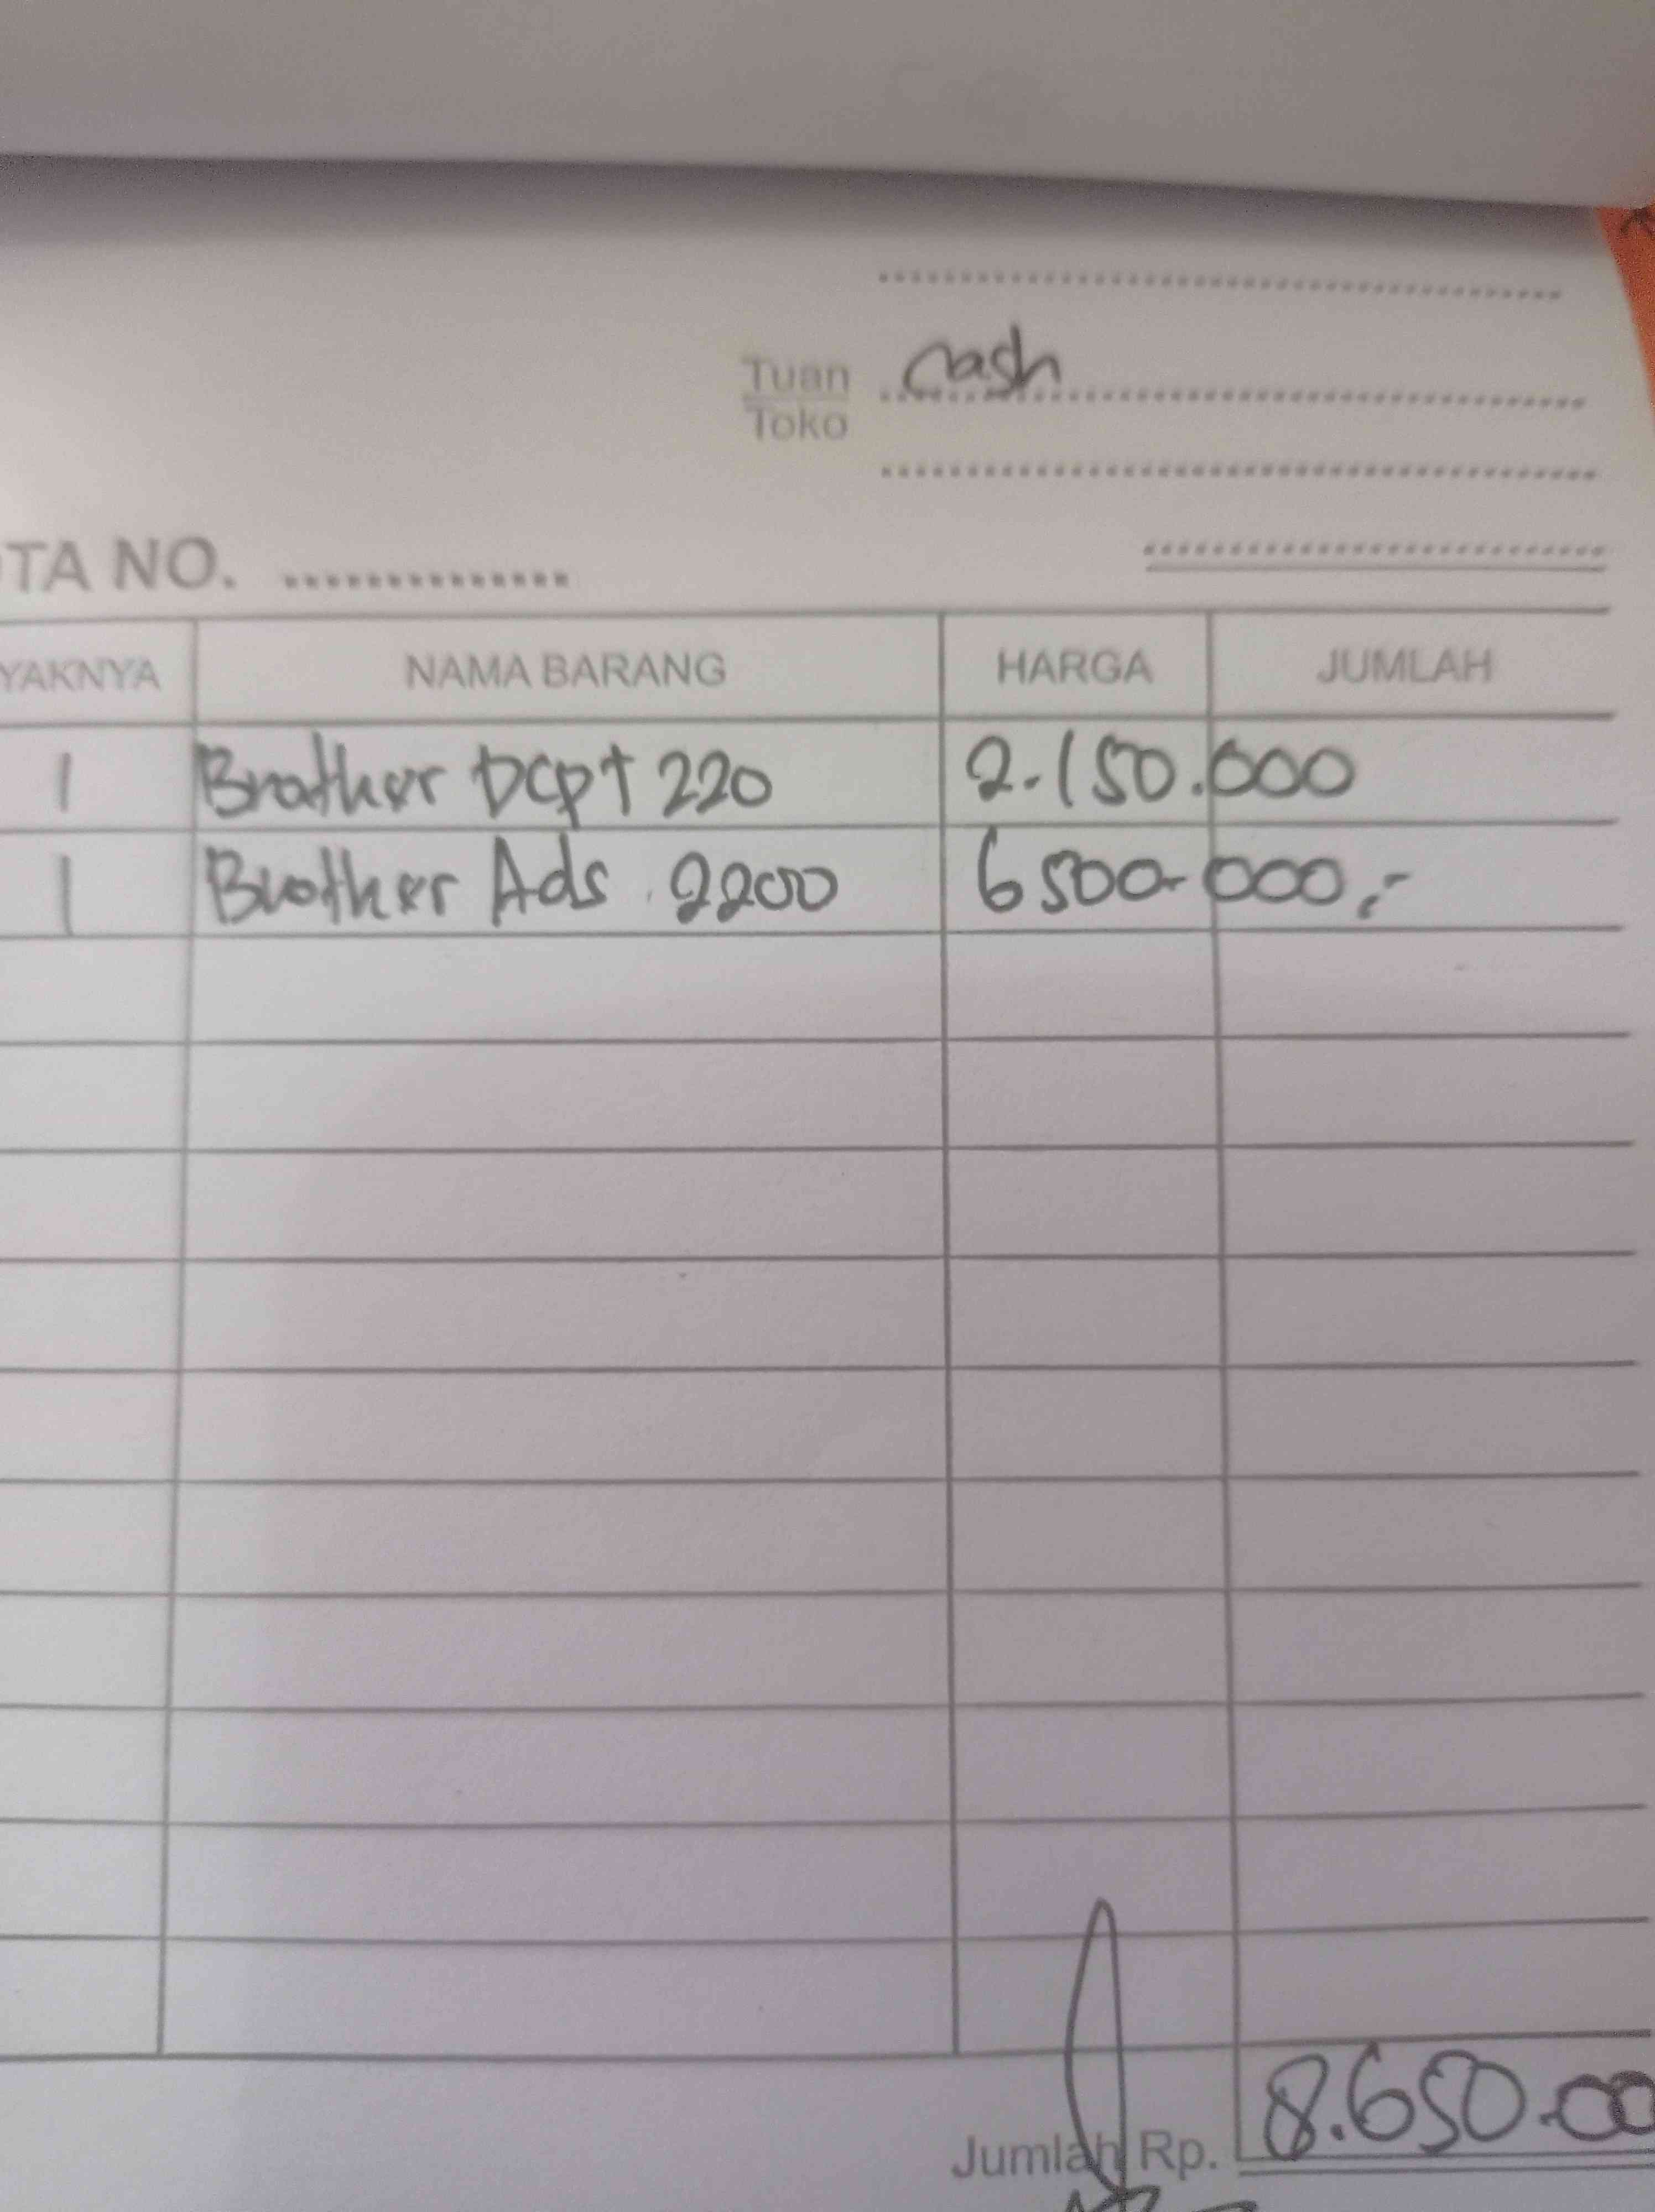 Tuan cash
Toko
TA NO. ..............
YAKNYA NAMA BARANG HARGA JUMLAH
1 Brother Dcpt 220 2.150.000
1 Brother Ads 2200 6500.000,-
Jumlah Rp. 8.650.00